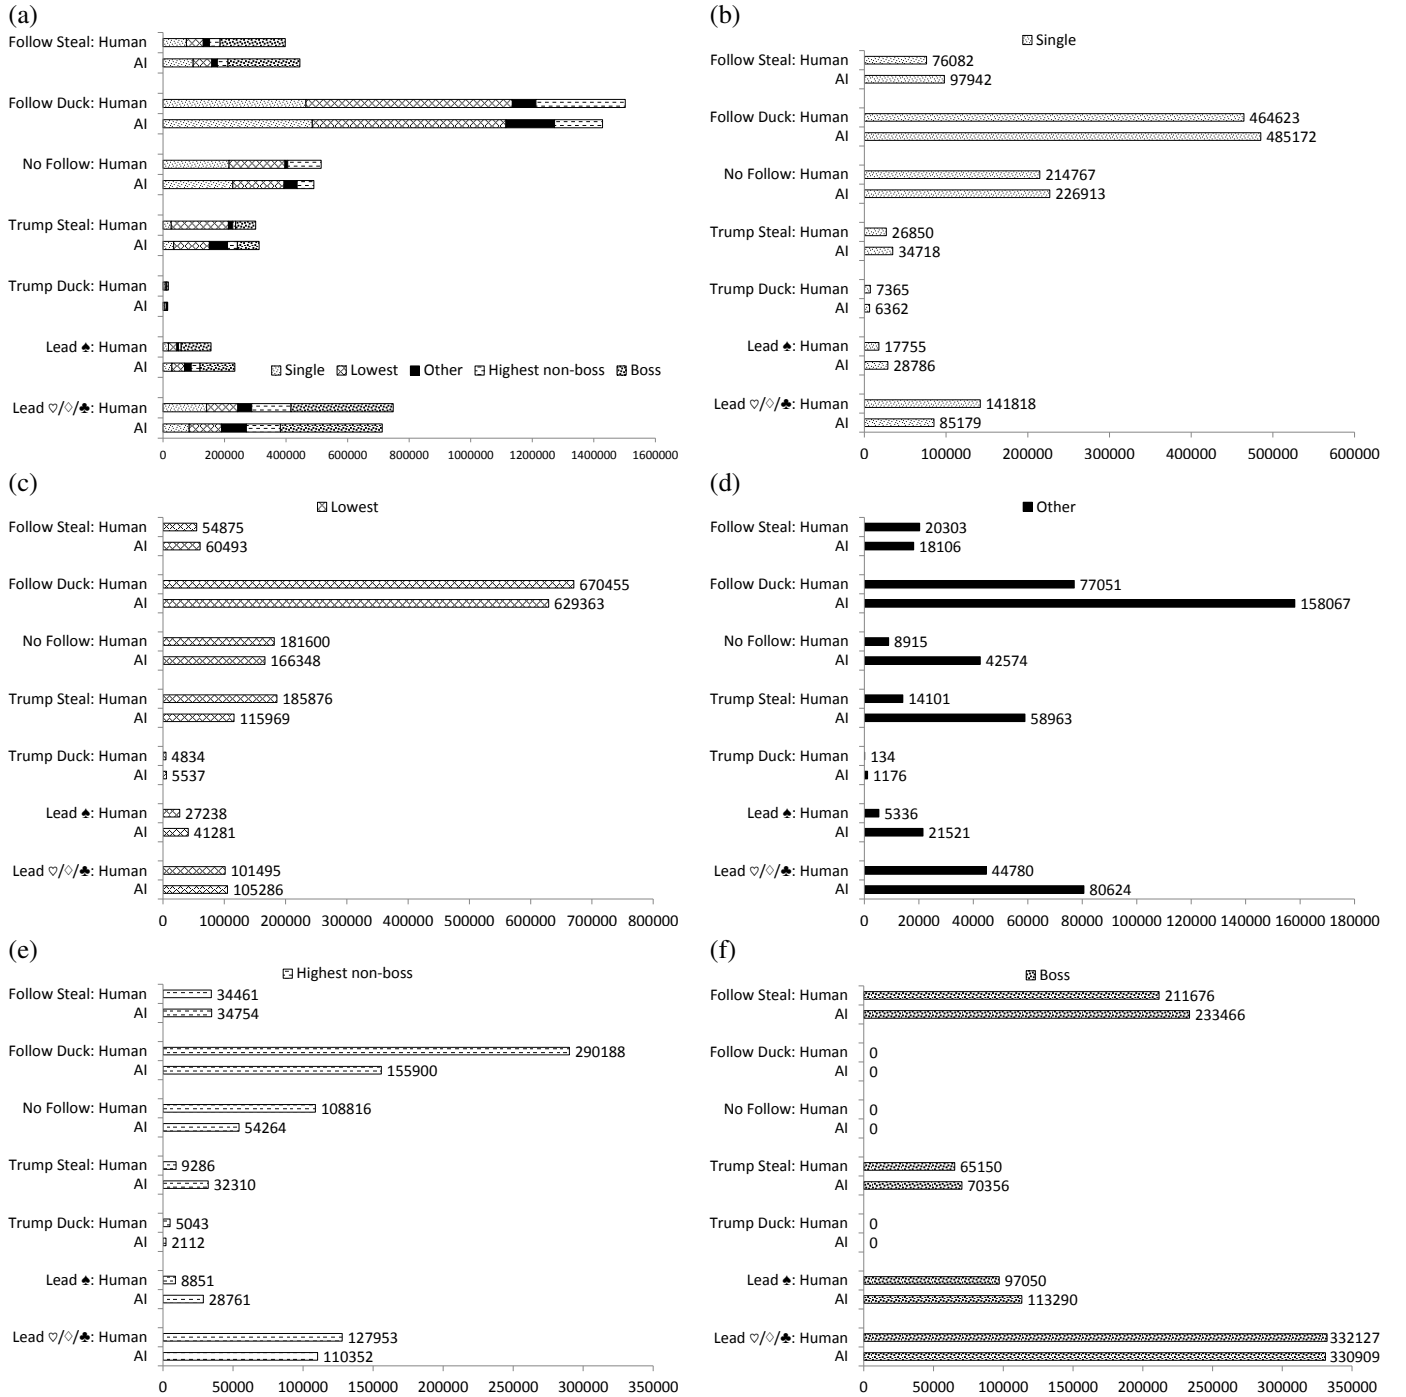 (a)
Follow Steal: Human
AI
Follow Duck: Human
AI
No Follow: Human
AI
Trump Steal: Human
AI
Trump Duck: Human
AI
Lead ♠: Human
AI
Single Lowest Other Highest non-boss Boss
Lead ♡/♢/♣: Human
AI
0 200000 400000 600000 800000 1000000 1200000 1400000 1600000
(b)
Single
Follow Steal: Human 76082
AI 97942
Follow Duck: Human 464623
AI 485172
No Follow: Human 214767
AI 226913
Trump Steal: Human 26850
AI 34718
Trump Duck: Human 7365
AI 6362
Lead ♠: Human 17755
AI 28786
Lead ♡/♢/♣: Human 141818
AI 85179
0 100000 200000 300000 400000 500000 600000
(c)
Lowest
Follow Steal: Human 54875
AI 60493
Follow Duck: Human 670455
AI 629363
No Follow: Human 181600
AI 166348
Trump Steal: Human 185876
AI 115969
Trump Duck: Human 4834
AI 5537
Lead ♠: Human 27238
AI 41281
Lead ♡/♢/♣: Human 101495
AI 105286
0 100000 200000 300000 400000 500000 600000 700000 800000
(d)
Other
Follow Steal: Human 20303
AI 18106
Follow Duck: Human 77051
AI 158067
No Follow: Human 8915
AI 42574
Trump Steal: Human 14101
AI 58963
Trump Duck: Human 134
AI 1176
Lead ♠: Human 5336
AI 21521
Lead ♡/♢/♣: Human 44780
AI 80624
0 20000 40000 60000 80000 100000 120000 140000 160000 180000
(e)
Highest non-boss
Follow Steal: Human 34461
AI 34754
Follow Duck: Human 290188
AI 155900
No Follow: Human 108816
AI 54264
Trump Steal: Human 9286
AI 32310
Trump Duck: Human 5043
AI 2112
Lead ♠: Human 8851
AI 28761
Lead ♡/♢/♣: Human 127953
AI 110352
0 50000 100000 150000 200000 250000 300000 350000
(f)
Boss
Follow Steal: Human 211676
AI 233466
Follow Duck: Human 0
AI 0
No Follow: Human 0
AI 0
Trump Steal: Human 65150
AI 70356
Trump Duck: Human 0
AI 0
Lead ♠: Human 97050
AI 113290
Lead ♡/♢/♣: Human 332127
AI 330909
0 50000 100000 150000 200000 250000 300000 350000